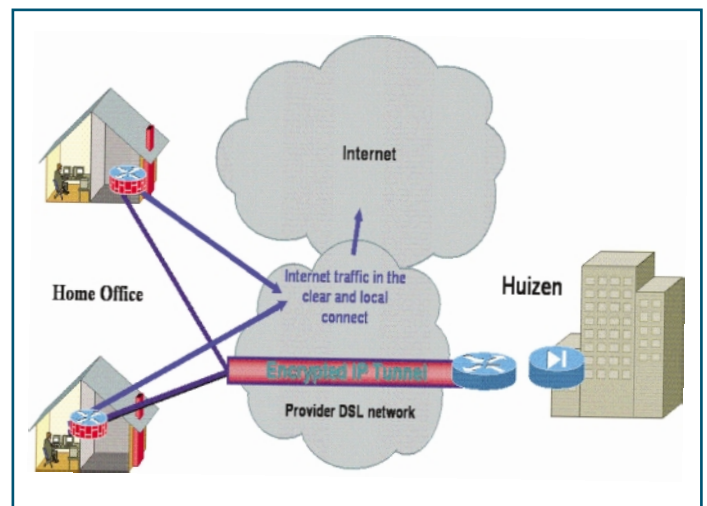 Internet
Internet traffic in the
clear and local
connect
Home Office
Huizen
Encrypted IP Tunnel
Provider DSL network